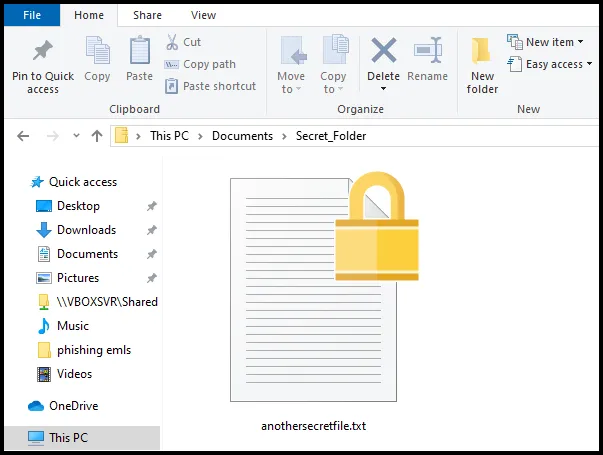 File Home Share View
Pin to Quick access
Copy
Paste
Cut
Copy path
Paste shortcut
Clipboard
Move to
Copy to
Delete
Rename
Organize
New folder
New item
Easy access
New
This PC > Documents > Secret_Folder
Quick access
Desktop
Downloads
Documents
Pictures
\\VBOXSVR\Shared
Music
phishing emls
Videos
OneDrive
This PC
anothersecretfile.txt